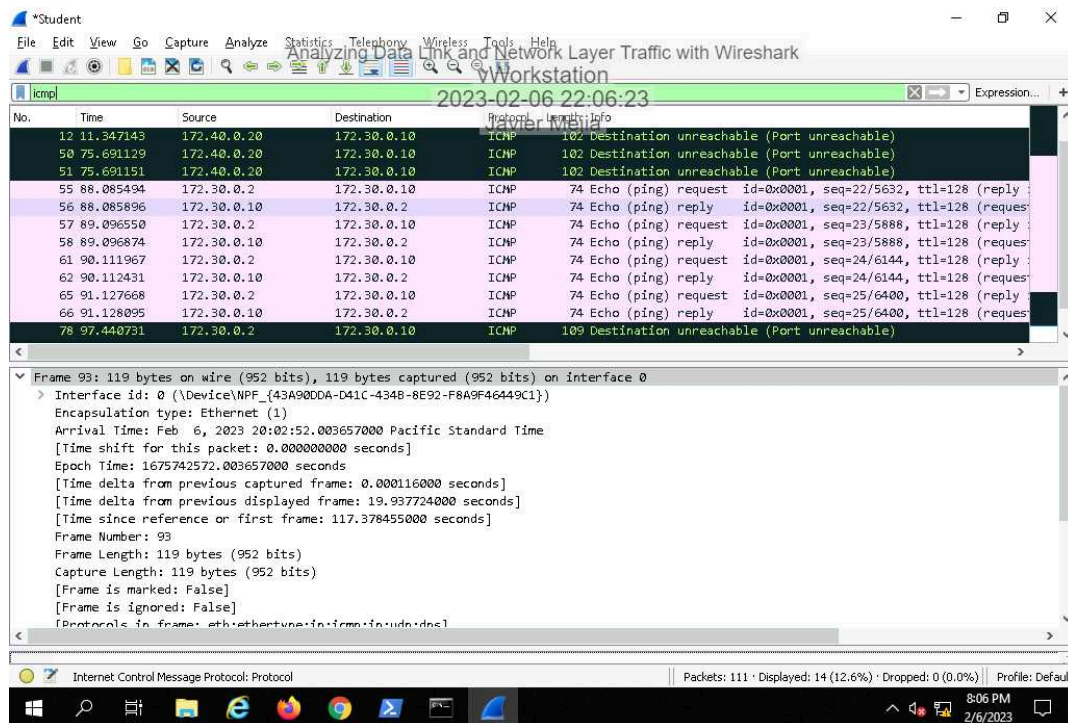 *Student
File Edit View Go Capture Analyze Statistics Telephony Wireless Tools Help
Analyzing Data Link and Network Layer Traffic with Wireshark
vWorkstation
2023-02-06 22:06:23
Javier Mejia
icmp Expression... +
No. Time Source Destination Protocol Length Info
12 11.347143 172.40.0.20 172.30.0.10 ICMP 102 Destination unreachable (Port unreachable)
50 75.691129 172.40.0.20 172.30.0.10 ICMP 102 Destination unreachable (Port unreachable)
51 75.691151 172.40.0.20 172.30.0.10 ICMP 102 Destination unreachable (Port unreachable)
55 88.085494 172.30.0.2 172.30.0.10 ICMP 74 Echo (ping) request id=0x0001, seq=22/5632, ttl=128 (reply
56 88.085896 172.30.0.10 172.30.0.2 ICMP 74 Echo (ping) reply id=0x0001, seq=22/5632, ttl=128 (reques
57 89.096550 172.30.0.2 172.30.0.10 ICMP 74 Echo (ping) request id=0x0001, seq=23/5888, ttl=128 (reply
58 89.096874 172.30.0.10 172.30.0.2 ICMP 74 Echo (ping) reply id=0x0001, seq=23/5888, ttl=128 (reques
61 90.111967 172.30.0.2 172.30.0.10 ICMP 74 Echo (ping) request id=0x0001, seq=24/6144, ttl=128 (reply
62 90.112431 172.30.0.10 172.30.0.2 ICMP 74 Echo (ping) reply id=0x0001, seq=24/6144, ttl=128 (reques
65 91.127668 172.30.0.2 172.30.0.10 ICMP 74 Echo (ping) request id=0x0001, seq=25/6400, ttl=128 (reply
66 91.128095 172.30.0.10 172.30.0.2 ICMP 74 Echo (ping) reply id=0x0001, seq=25/6400, ttl=128 (reques
78 97.440731 172.30.0.2 172.30.0.10 ICMP 109 Destination unreachable (Port unreachable)
Frame 93: 119 bytes on wire (952 bits), 119 bytes captured (952 bits) on interface 0
Interface id: 0 (\Device\NPF_{43A90DDA-D41C-434B-8E92-F8A9F46449C1})
Encapsulation type: Ethernet (1)
Arrival Time: Feb 6, 2023 20:02:52.003657000 Pacific Standard Time
[Time shift for this packet: 0.000000000 seconds]
Epoch Time: 1675742572.003657000 seconds
[Time delta from previous captured frame: 0.000116000 seconds]
[Time delta from previous displayed frame: 19.937724000 seconds]
[Time since reference or first frame: 117.378455000 seconds]
Frame Number: 93
Frame Length: 119 bytes (952 bits)
Capture Length: 119 bytes (952 bits)
[Frame is marked: False]
[Frame is ignored: False]
[Protocols in frame: eth:ethertype:ip:icmp:ip:udp:dns]
Internet Control Message Protocol: Protocol Packets: 111 · Displayed: 14 (12.6%) · Dropped: 0 (0.0%) Profile: Defaul
8:06 PM
2/6/2023